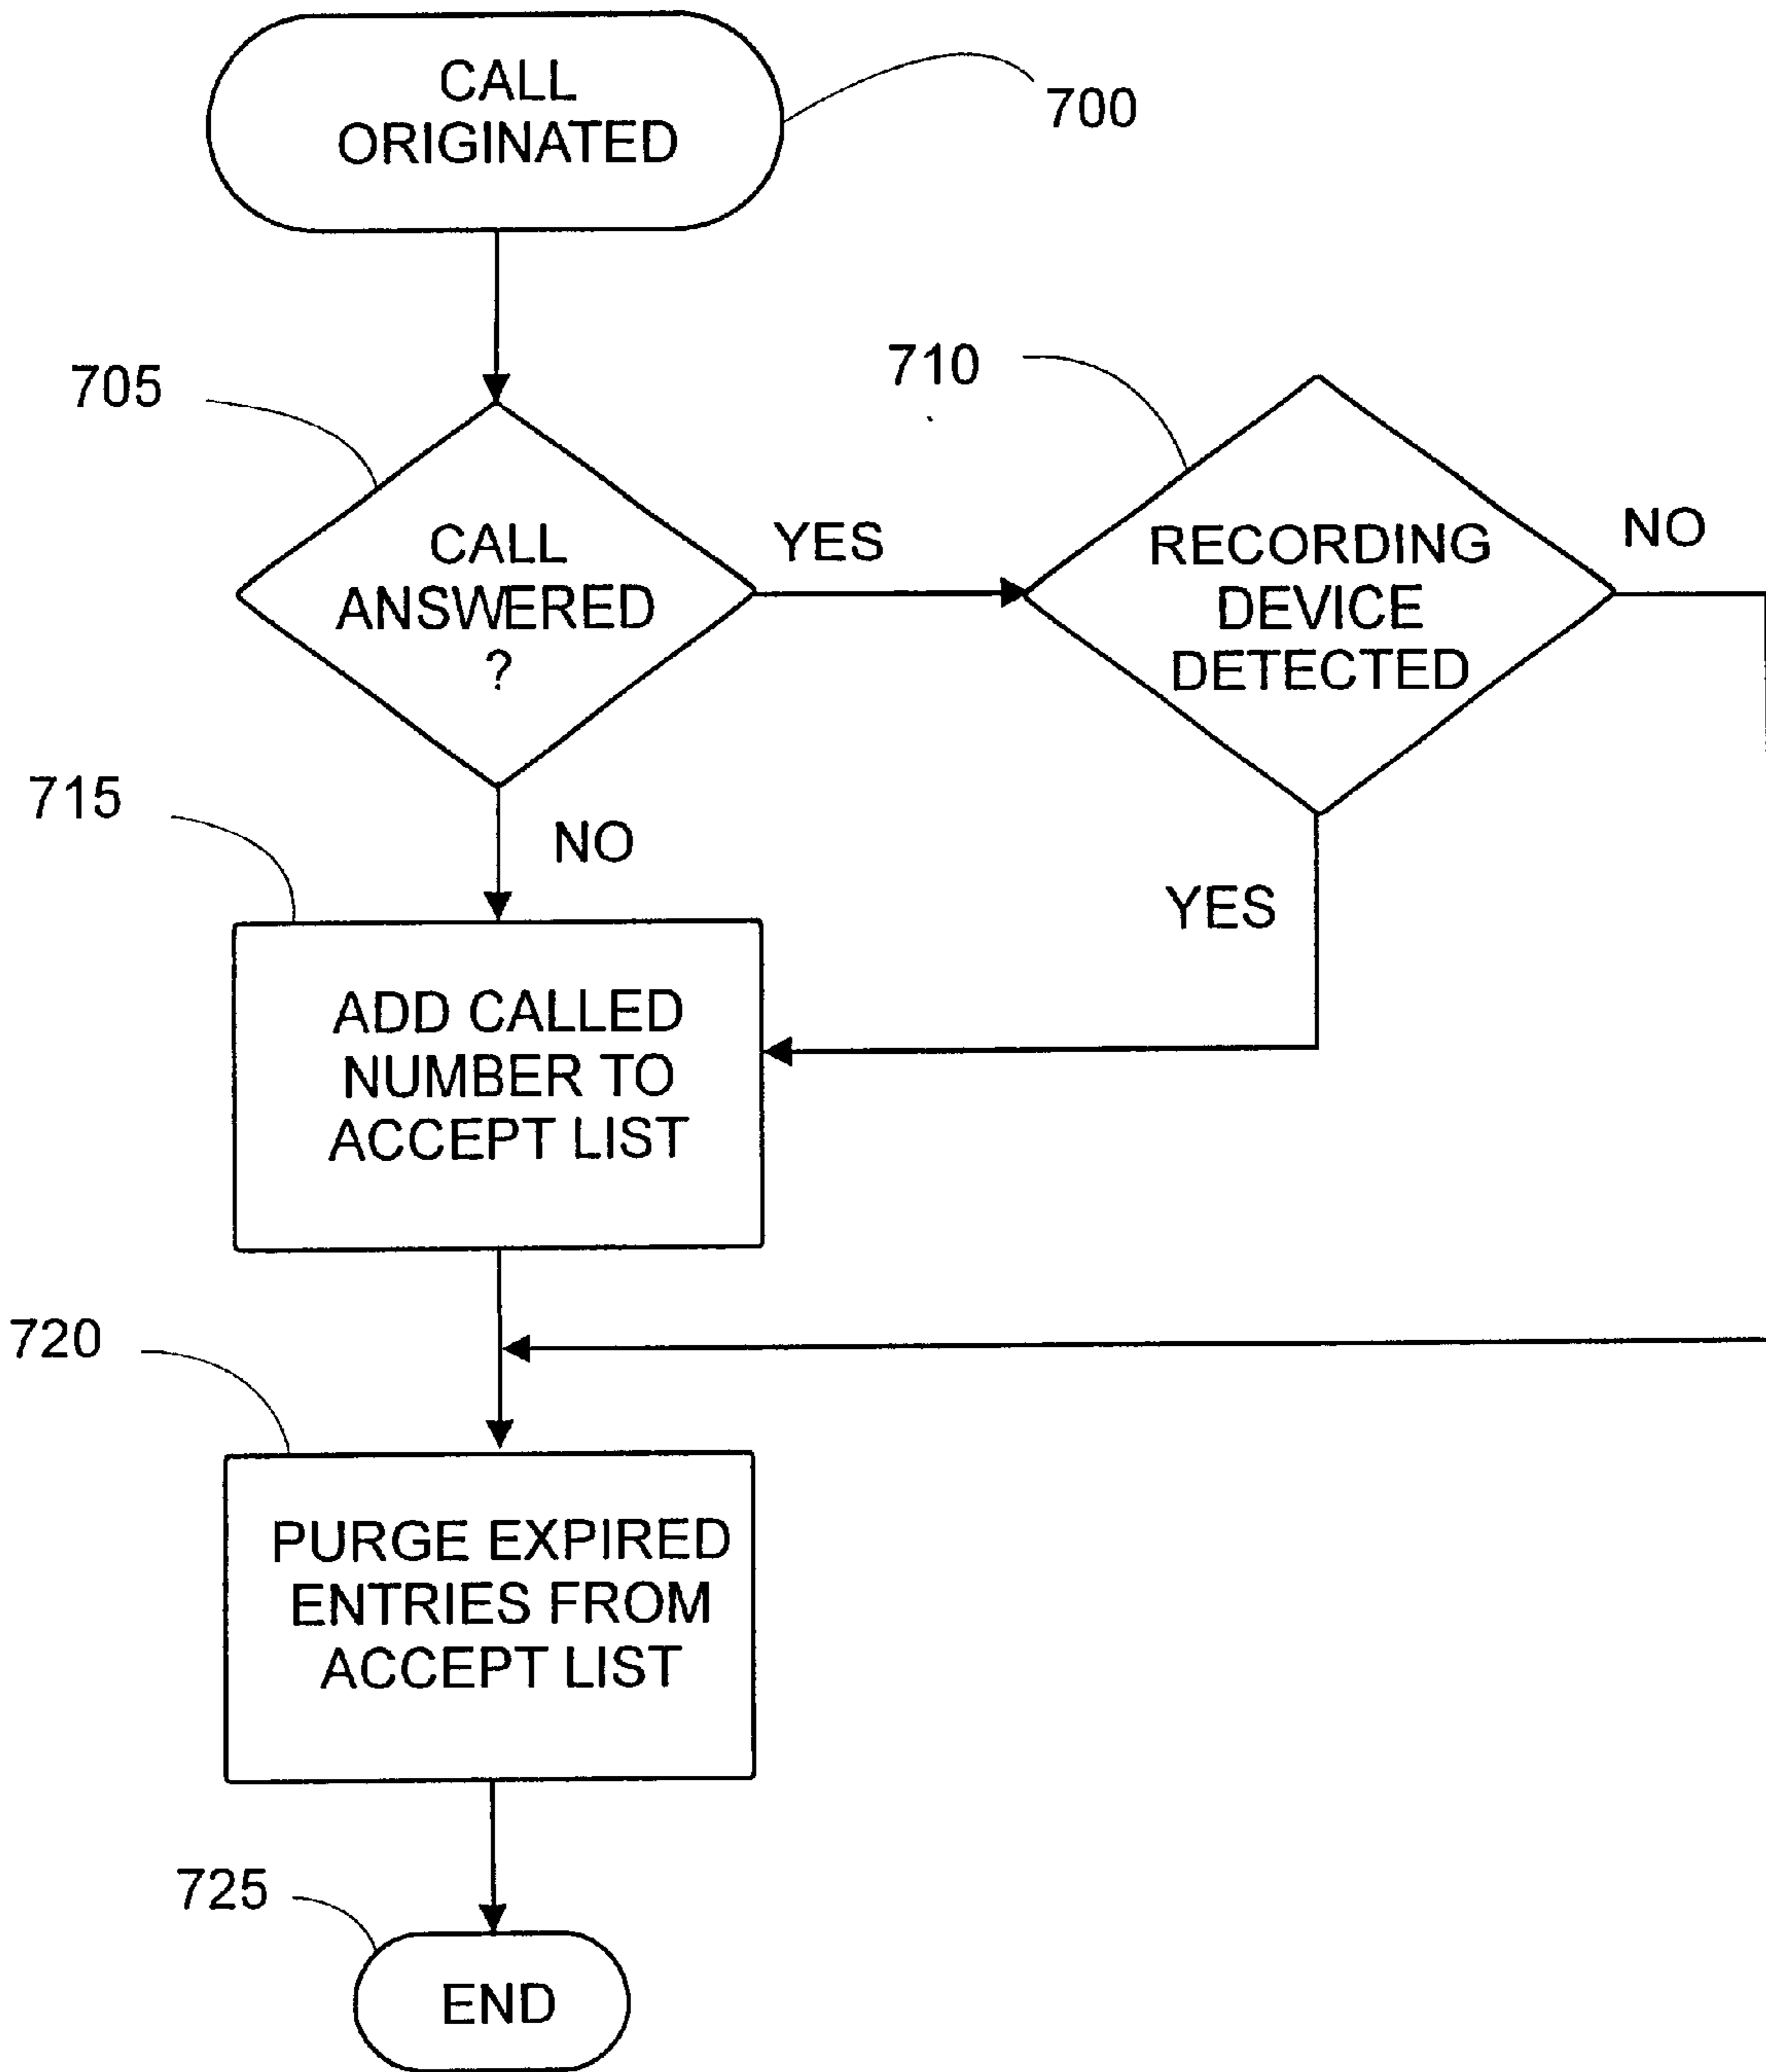 CALL
ORIGINATED
700
705
710
CALL
ANSWERED
?
YES
RECORDING
DEVICE
DETECTED
NO
715
NO
YES
ADD CALLED
NUMBER TO
ACCEPT LIST
720
PURGE EXPIRED
ENTRIES FROM
ACCEPT LIST
725
END